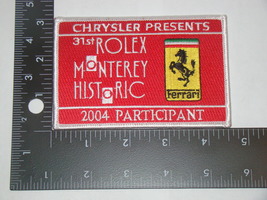 CHRYSLER PRESENTS
31st ROLEX
MONTEREY
HISTORIC
Ferrari
2004 PARTICIPANT